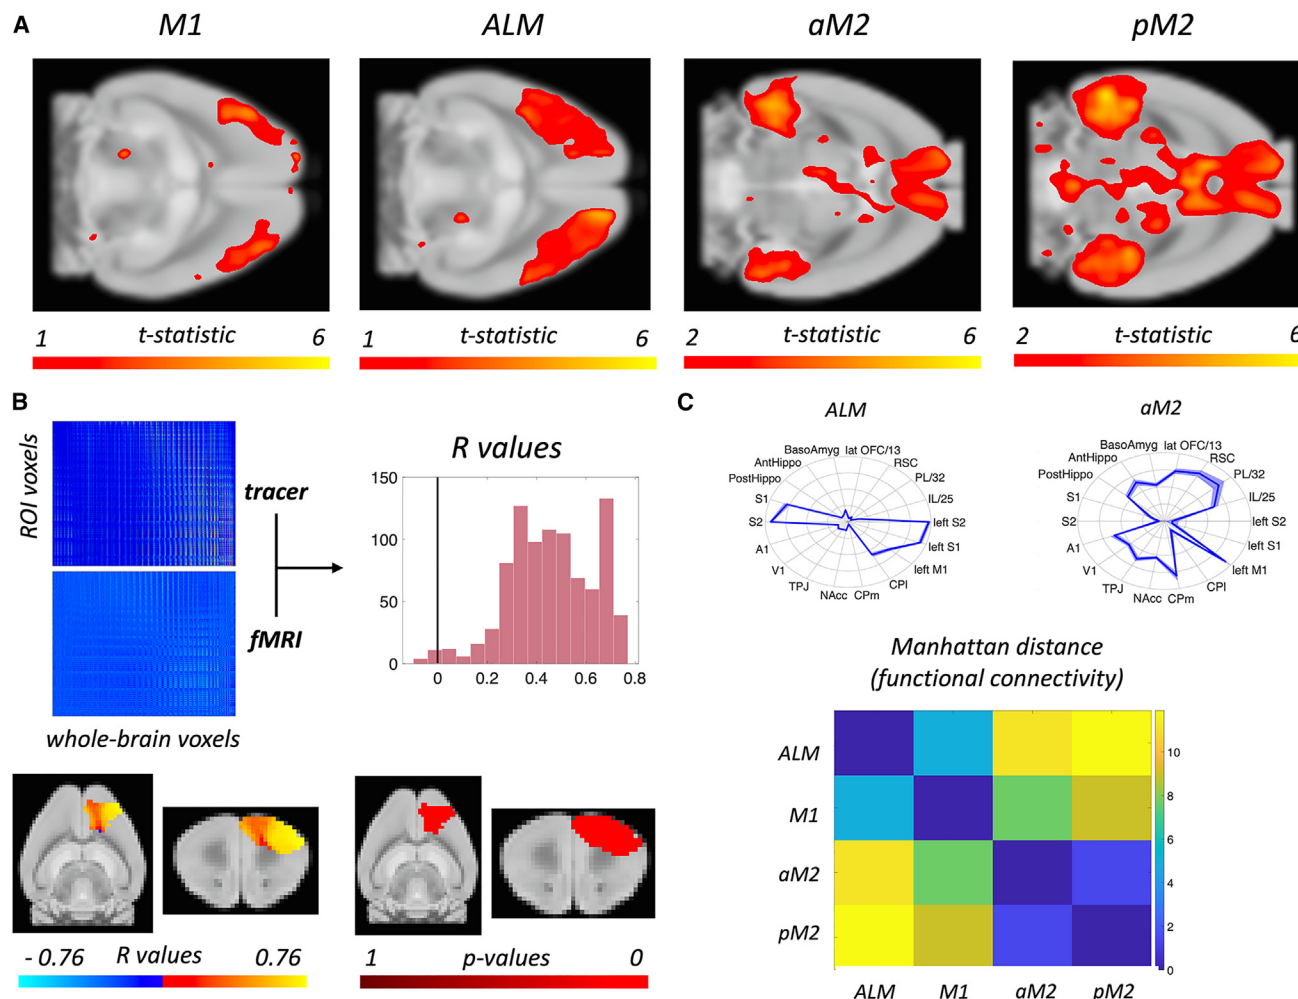 A
M1
ALM
aM2
pM2
1 t-statistic 6
1 t-statistic 6
2 t-statistic 6
2 t-statistic 6
B
ROI voxels
tracer
fMRI
whole-brain voxels
R values
150
100
50
0
0 0.2 0.4 0.6 0.8
- 0.76 R values 0.76
1 p-values 0
C
ALM
BasoAmyg lat OFC/13
AntHippo RSC
PostHippo PL/32
S1 IL/25
S2 left S2
A1 left S1
V1 left M1
TPJ CPl
NAcc CPm
aM2
BasoAmyg lat OFC/13
AntHippo RSC
PostHippo PL/32
S1 IL/25
S2 left S2
A1 left S1
V1 left M1
TPJ CPl
NAcc CPm
Manhattan distance
(functional connectivity)
ALM
M1
aM2
pM2
ALM M1 aM2 pM2
10
8
6
4
2
0